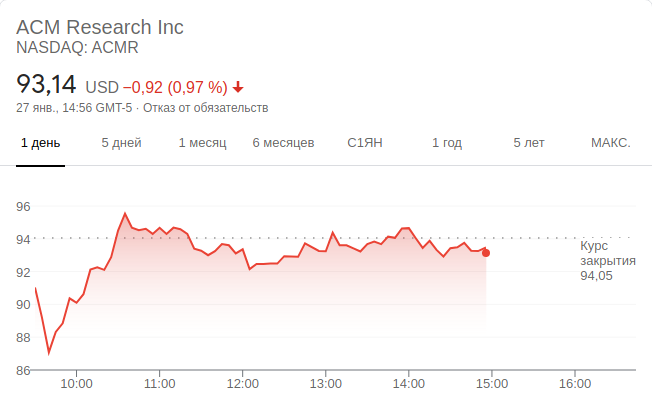 ACM Research Inc
NASDAQ: ACMR
93,14 USD −0,92 (0,97 %)
27 янв., 14:56 GMT-5 · Отказ от обязательств
1 день 5 дней 1 месяц 6 месяцев С1ЯН 1 год 5 лет МАКС.
96
94
92
90
88
86
Курс
закрытия
94,05
10:00 11:00 12:00 13:00 14:00 15:00 16:00